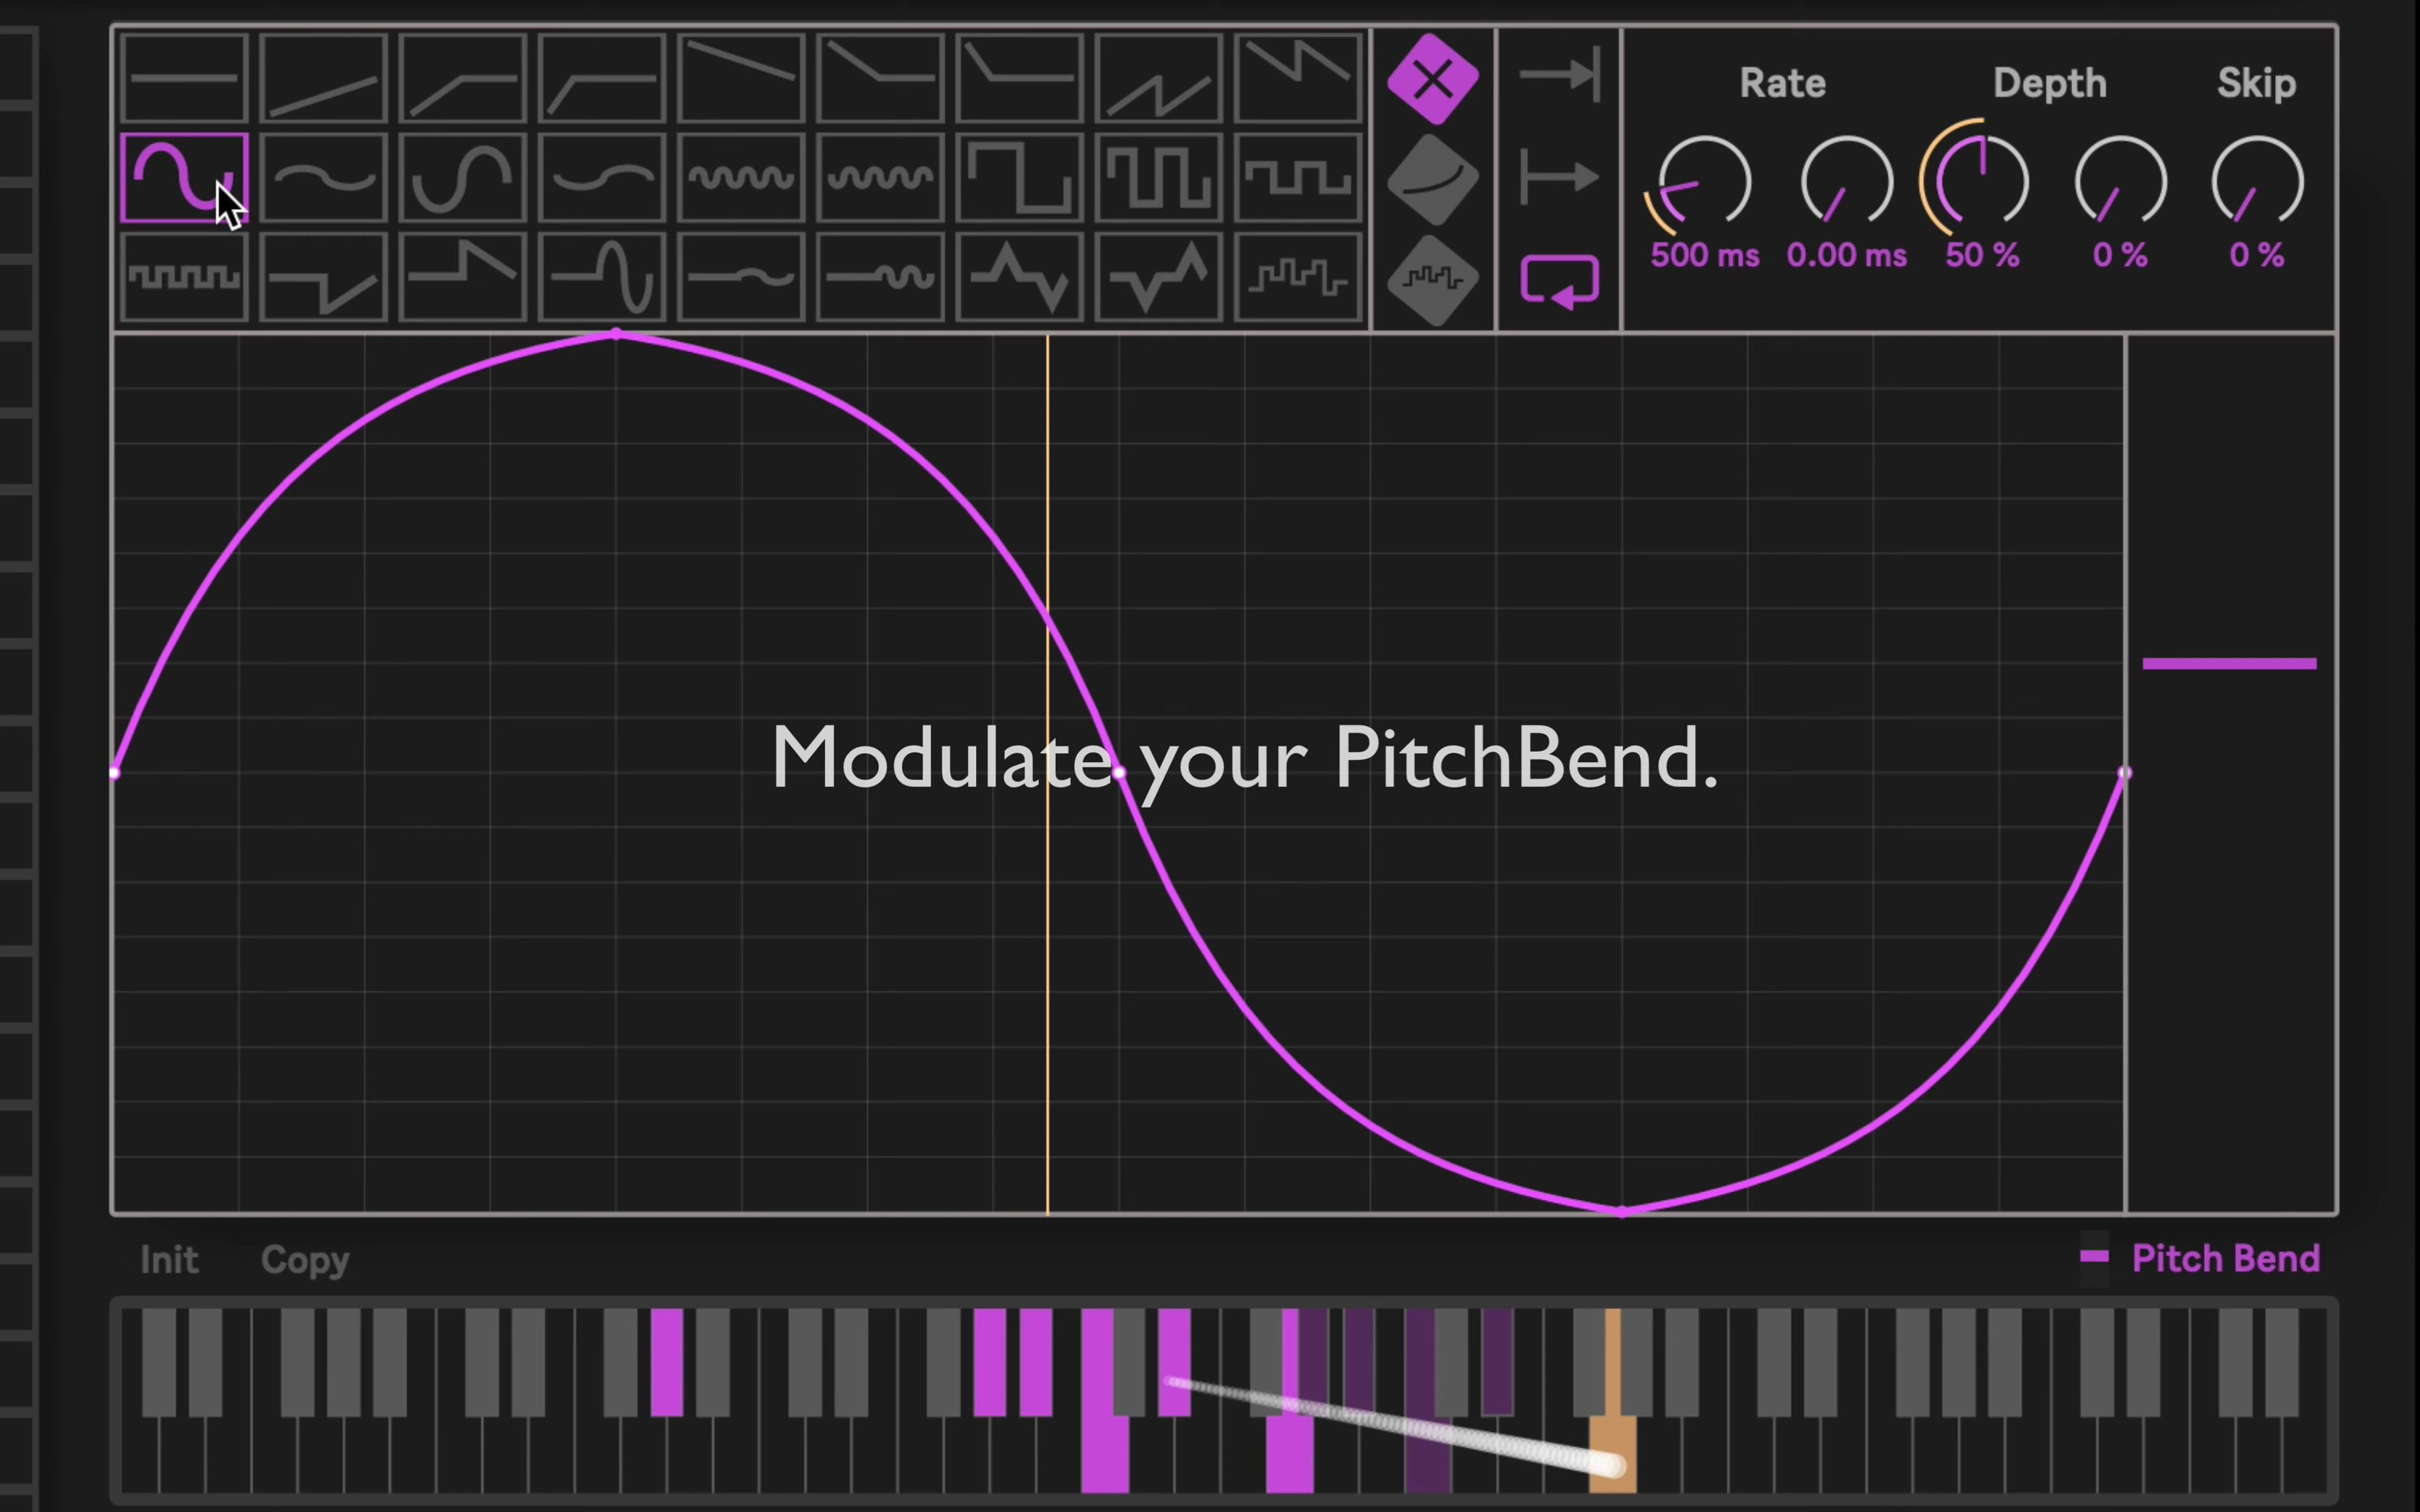 Rate Depth Skip
500 ms 0.00 ms 50 % 0 % 0 %
Modulate your PitchBend.
Init Copy Pitch Bend